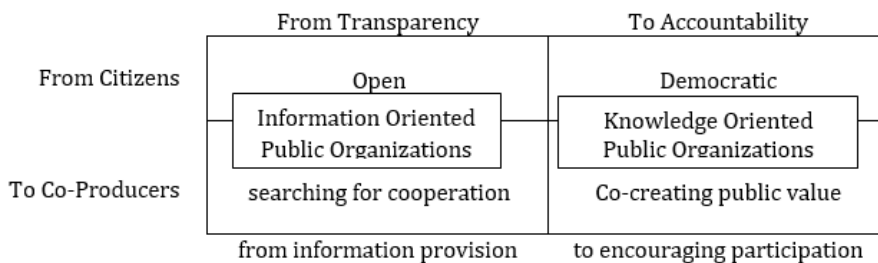 From Transparency To Accountability
From Citizens Open Democratic
Information Oriented Knowledge Oriented
Public Organizations Public Organizations
To Co-Producers searching for cooperation Co-creating public value
from information provision to encouraging participation